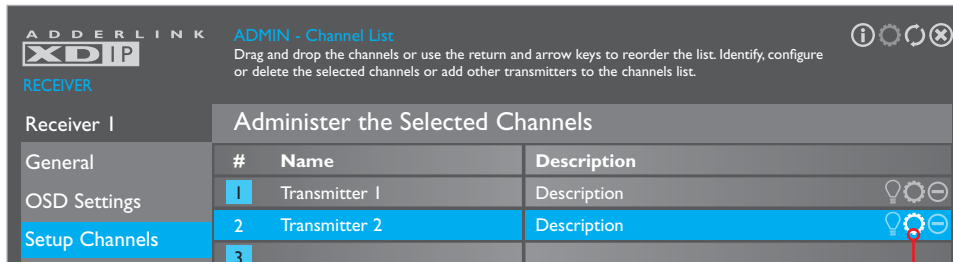 ADDERLINK
XDIP
RECEIVER
ADMIN - Channel List
Drag and drop the channels or use the return and arrow keys to reorder the list. Identify, configure
or delete the selected channels or add other transmitters to the channels list.
Receiver 1
General
OSD Settings
Setup Channels
Administer the Selected Channels
# Name Description
1 Transmitter 1 Description
2 Transmitter 2 Description
3